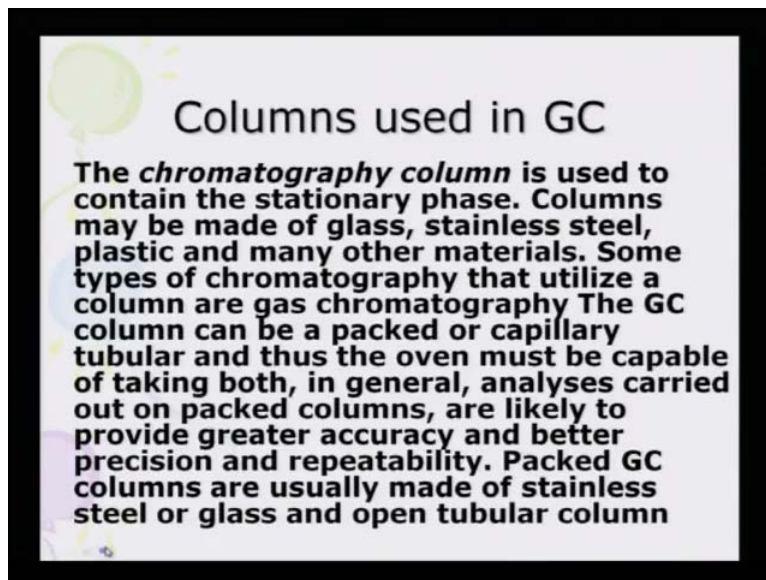 Columns used in GC
The chromatography column is used to
contain the stationary phase. Columns
may be made of glass, stainless steel,
plastic and many other materials. Some
types of chromatography that utilize a
column are gas chromatography The GC
column can be a packed or capillary
tubular and thus the oven must be capable
of taking both, in general, analyses carried
out on packed columns, are likely to
provide greater accuracy and better
precision and repeatability. Packed GC
columns are usually made of stainless
steel or glass and open tubular column